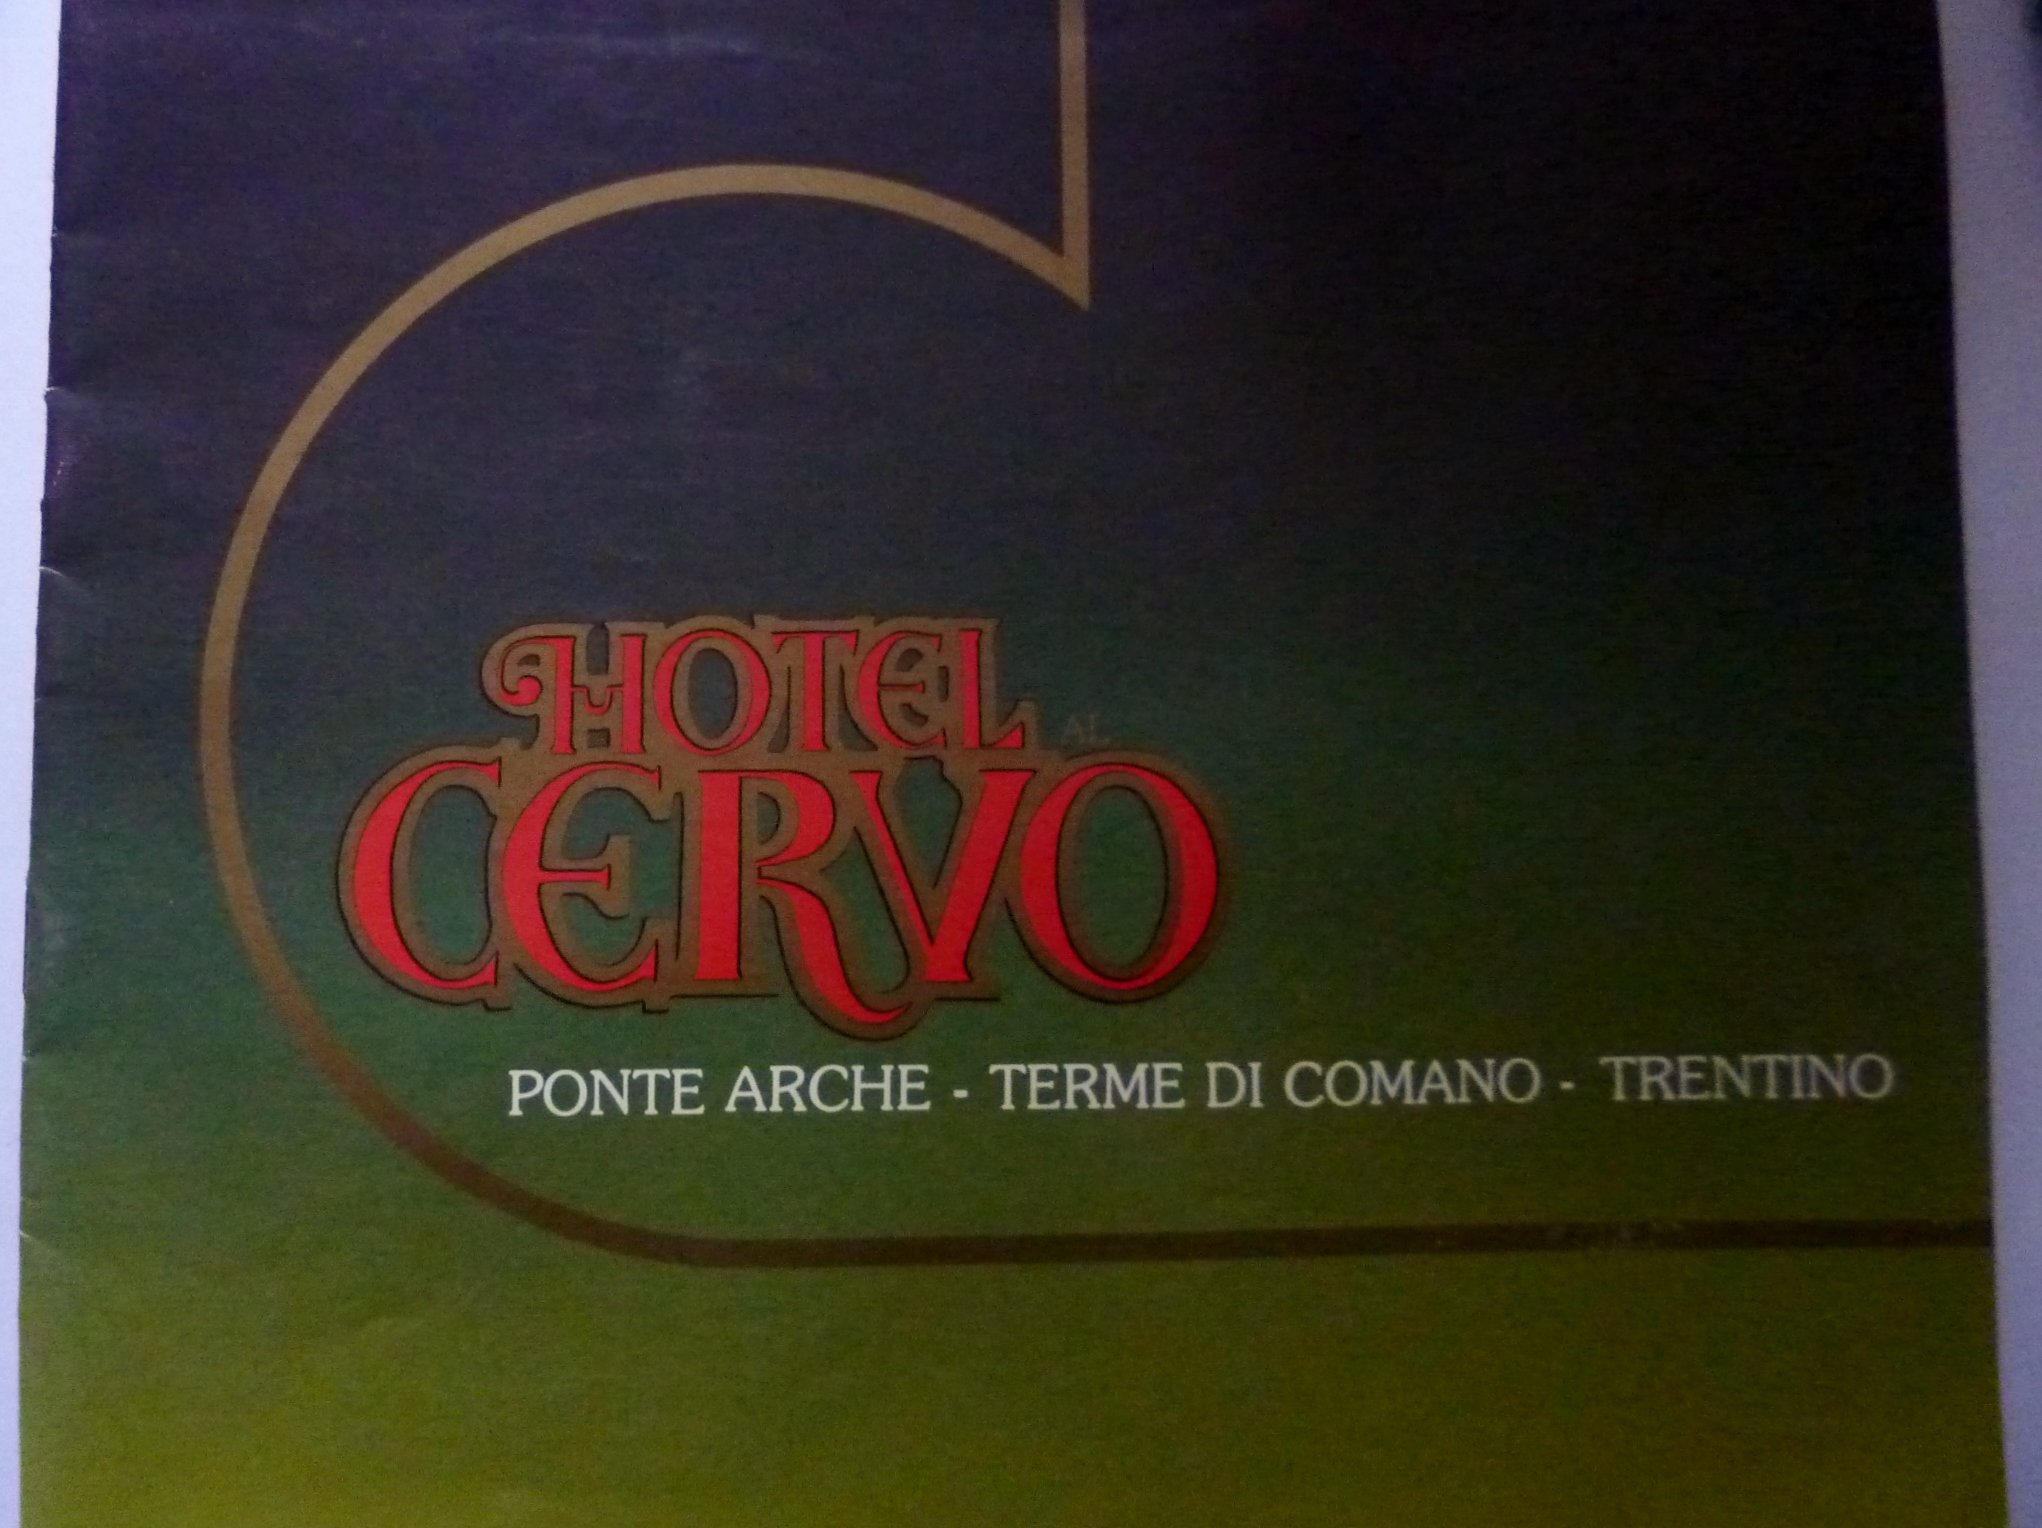 HOTEL
AL
CERVO
PONTE ARCHE - TERME DI COMANO - TRENTINO